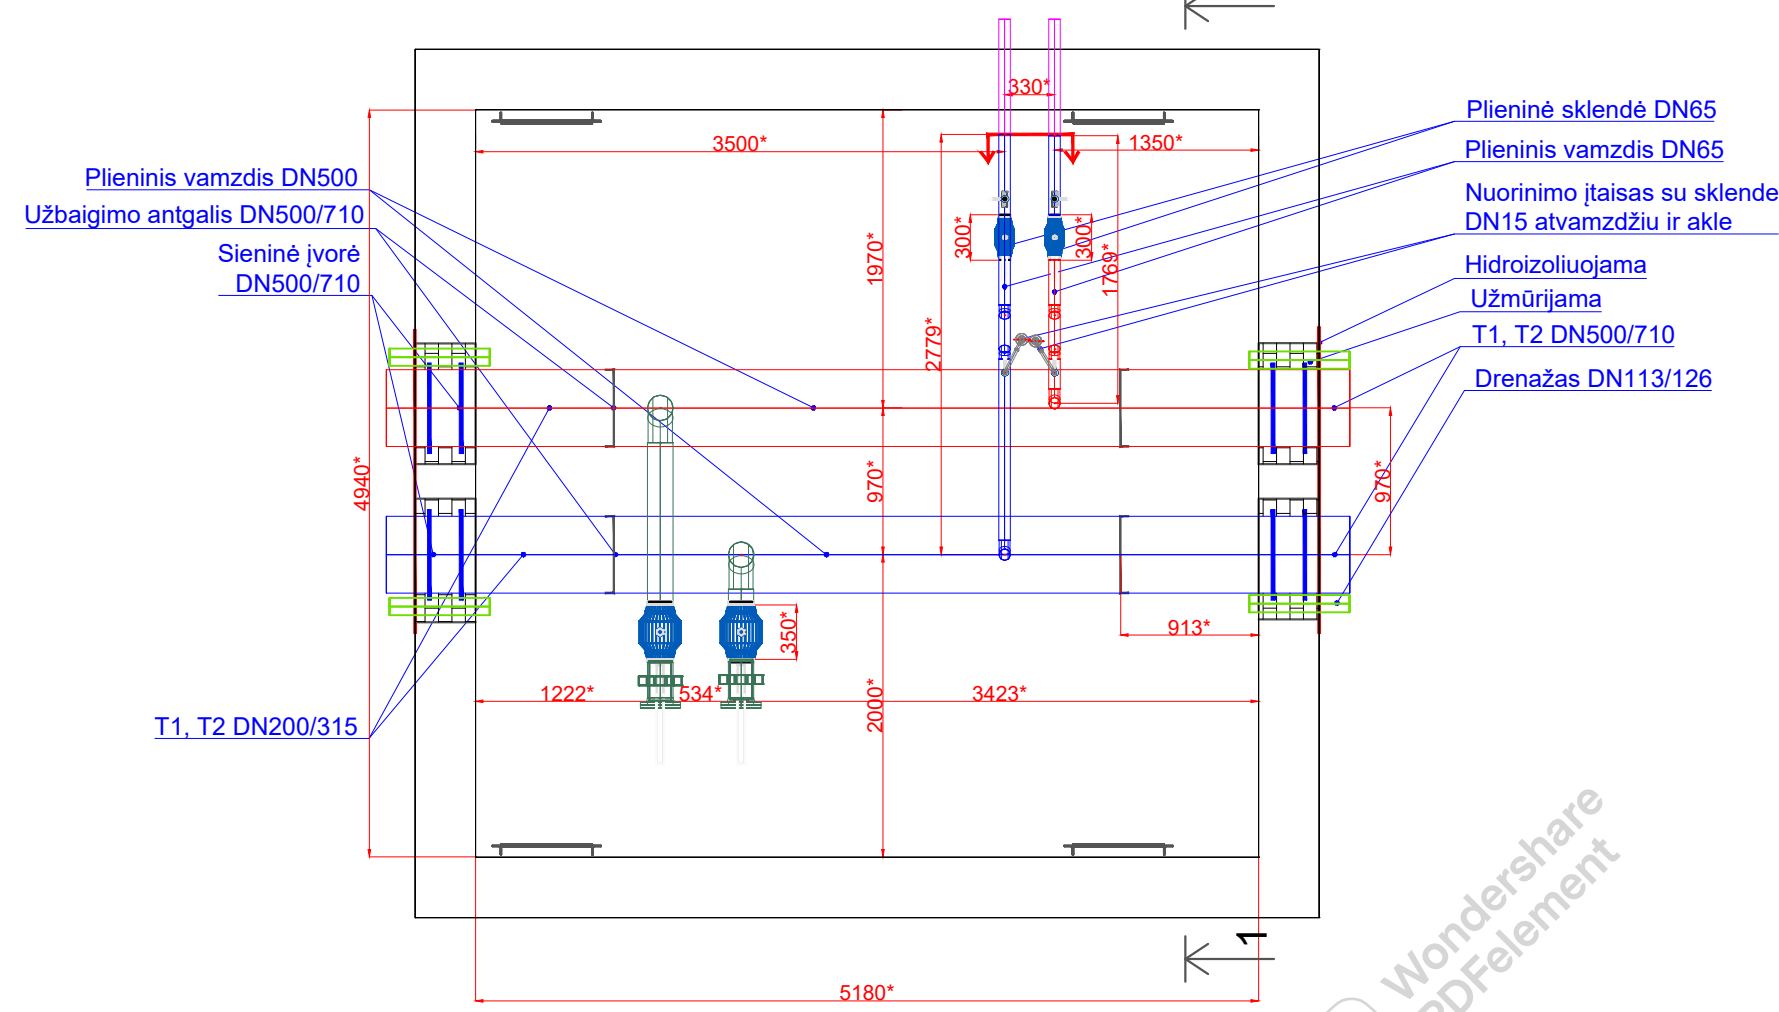 330*
Plieninė sklendė DN65
3500*
1350*
Plieninis vamzdis DN65
Plieninis vamzdis DN500
Nuorinimo įtaisas su sklende
DN15 atvamzdžiu ir akle
Užbaigimo antgalis DN500/710
300*
300*
1970*
1769*
Sieninė įvorė
DN500/710
Hidroizoliuojama
Užmūrijama
T1, T2 DN500/710
2779*
Drenažas DN113/126
4940*
970*
970*
913*
350*
1222*
534*
3423*
2000*
T1, T2 DN200/315
1
5180*
Wondershare
PDFelement